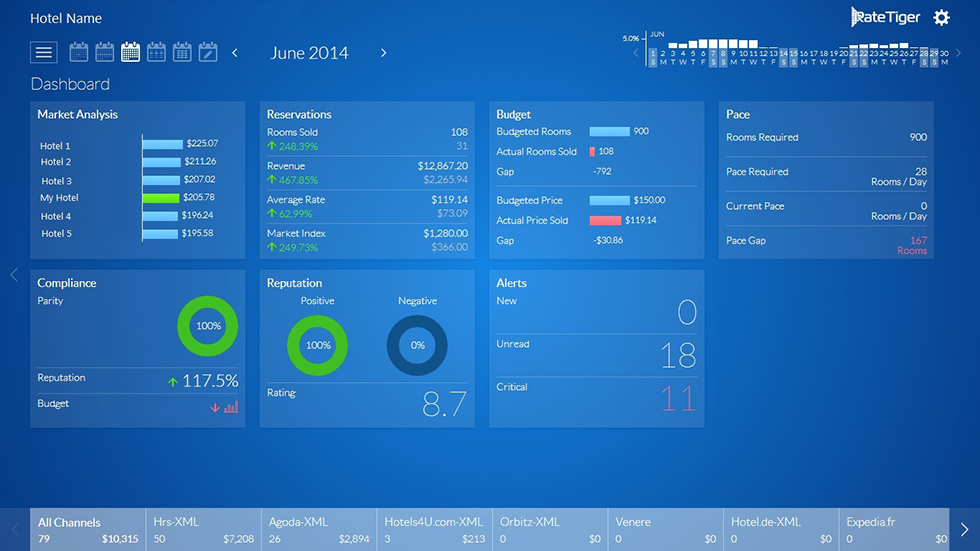 Hotel Name
RateTiger
June 2014
5.0%
JUN
1 2 3 4 5 6 7 8 9 10 11 12 13 14 15 16 17 18 19 20 21 22 23 24 25 26 27 28 29 30
S M T W T F S S M T W T F S S M T W T F S S M T W T F S S M
Dashboard
Market Analysis
Hotel 1 $225.07
Hotel 2 $211.26
Hotel 3 $207.02
My Hotel $205.78
Hotel 4 $196.24
Hotel 5 $195.58
Reservations
Rooms Sold 108
248.39% 31
Revenue $12,867.20
467.85% $2,265.94
Average Rate $119.14
62.99% $73.09
Market Index $1,280.00
249.73% $366.00
Budget
Budgeted Rooms 900
Actual Rooms Sold 108
Gap -792
Budgeted Price $150.00
Actual Price Sold $119.14
Gap -$30.86
Pace
Rooms Required 900
Pace Required 28
Rooms / Day
Current Pace 0
Rooms / Day
Pace Gap 167
Rooms
Compliance
Parity
100%
Reputation 117.5%
Budget
Reputation
Positive Negative
100% 0%
Rating 8.7
Alerts
New 0
Unread 18
Critical 11
All Channels
79 $10,315
Hrs-XML
50 $7,208
Agoda-XML
26 $2,894
Hotels4U.com-XML
3 $213
Orbitz-XML
0 $0
Venere
0 $0
Hotel.de-XML
0 $0
Expedia.fr
0 $0